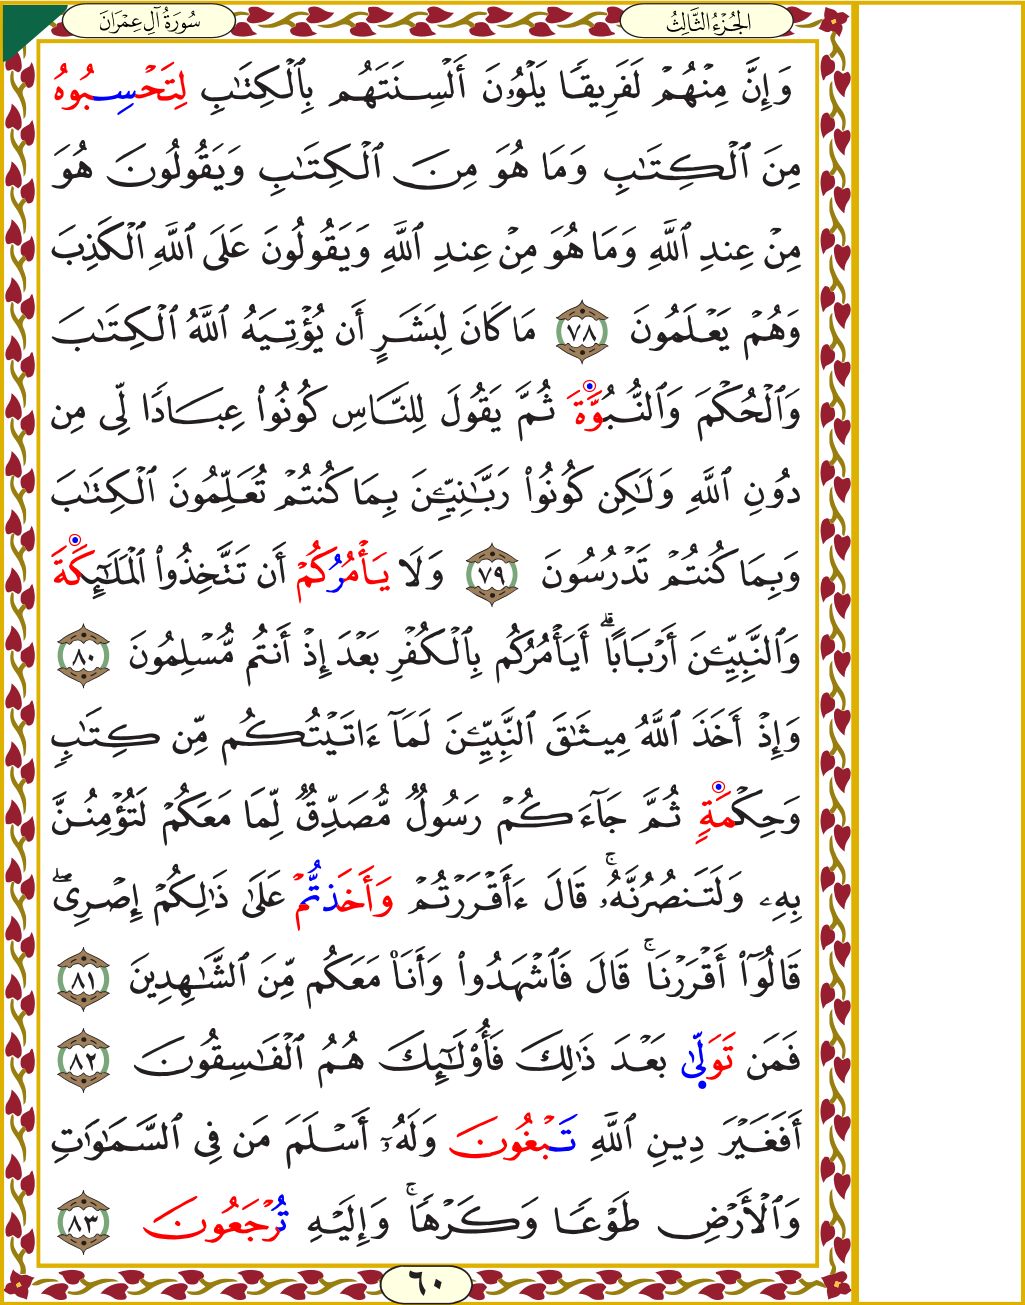 الجُزْءُ الثَّالِثُ
سُورَةُ آلِ عِمْرَانَ
وَإِنَّ مِنْهُمْ لَفَرِيقًا يَلْوُۥنَ أَلْسِنَتَهُم بِٱلْكِتَٰبِ لِتَحْسِبُوهُ
مِنَ ٱلْكِتَٰبِ وَمَا هُوَ مِنَ ٱلْكِتَٰبِ وَيَقُولُونَ هُوَ
مِنْ عِندِ ٱللَّهِ وَمَا هُوَ مِنْ عِندِ ٱللَّهِ وَيَقُولُونَ عَلَى ٱللَّهِ ٱلْكَذِبَ
وَهُمْ يَعْلَمُونَ ٧٨ مَا كَانَ لِبَشَرٍ أَن يُؤْتِيَهُ ٱللَّهُ ٱلْكِتَٰبَ
وَٱلْحُكْمَ وَٱلنُّبُوَّةَ ثُمَّ يَقُولَ لِلنَّاسِ كُونُوا۟ عِبَادًا لِّى مِن
دُونِ ٱللَّهِ وَلَٰكِن كُونُوا۟ رَبَّٰنِيِّۦنَ بِمَا كُنتُمْ تُعَلِّمُونَ ٱلْكِتَٰبَ
وَبِمَا كُنتُمْ تَدْرُسُونَ ٧٩ وَلَا يَأْمُرُكُمْ أَن تَتَّخِذُوا۟ ٱلْمَلَٰٓئِكَةَ
وَٱلنَّبِيِّۦنَ أَرْبَابًا ۗ أَيَأْمُرُكُم بِٱلْكُفْرِ بَعْدَ إِذْ أَنتُم مُّسْلِمُونَ ٨٠
وَإِذْ أَخَذَ ٱللَّهُ مِيثَٰقَ ٱلنَّبِيِّۦنَ لَمَآ ءَاتَيْتُكُم مِّن كِتَٰبٍ
وَحِكْمَةٍ ثُمَّ جَآءَكُمْ رَسُولٌ مُّصَدِّقٌ لِّمَا مَعَكُمْ لَتُؤْمِنُنَّ
بِهِۦ وَلَتَنصُرُنَّهُۥ ۚ قَالَ ءَأَقْرَرْتُمْ وَأَخَذتُّمْ عَلَىٰ ذَٰلِكُمْ إِصْرِى ۖ
قَالُوٓا۟ أَقْرَرْنَا ۚ قَالَ فَٱشْهَدُوا۟ وَأَنَا۠ مَعَكُم مِّنَ ٱلشَّٰهِدِينَ ٨١
فَمَن تَوَلَّىٰ بَعْدَ ذَٰلِكَ فَأُو۟لَٰٓئِكَ هُمُ ٱلْفَٰسِقُونَ ٨٢
أَفَغَيْرَ دِينِ ٱللَّهِ تَبْغُونَ وَلَهُۥٓ أَسْلَمَ مَن فِى ٱلسَّمَٰوَٰتِ
وَٱلْأَرْضِ طَوْعًا وَكَرْهًا ۚ وَإِلَيْهِ تُرْجَعُونَ ٨٣
٦٠